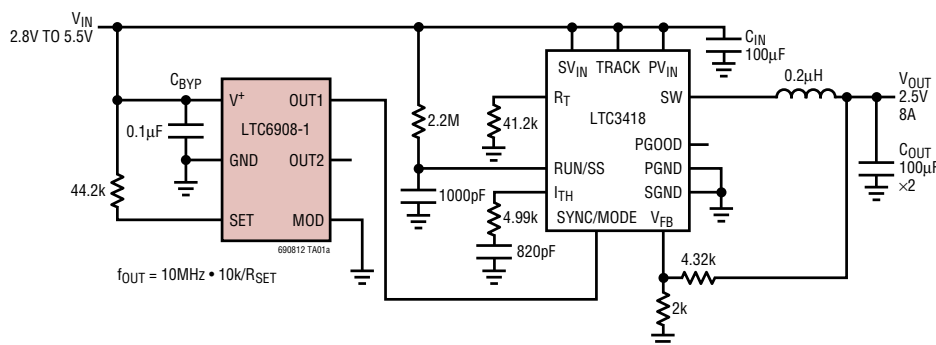 VIN
2.8V TO 5.5V
CIN
100µF
SVIN TRACK PVIN
0.2µH
VOUT
2.5V
8A
CBYP
V+ OUT1
RT
SW
LTC6908-1
LTC3418
0.1µF
2.2M
41.2k
PGOOD
COUT
100µF
×2
GND OUT2
RUN/SS
PGND
44.2k
1000pF
ITH
SGND
4.99k
SET MOD
SYNC/MODE VFB
690812 TA01a
820pF
4.32k
fOUT = 10MHz • 10k/RSET
2k